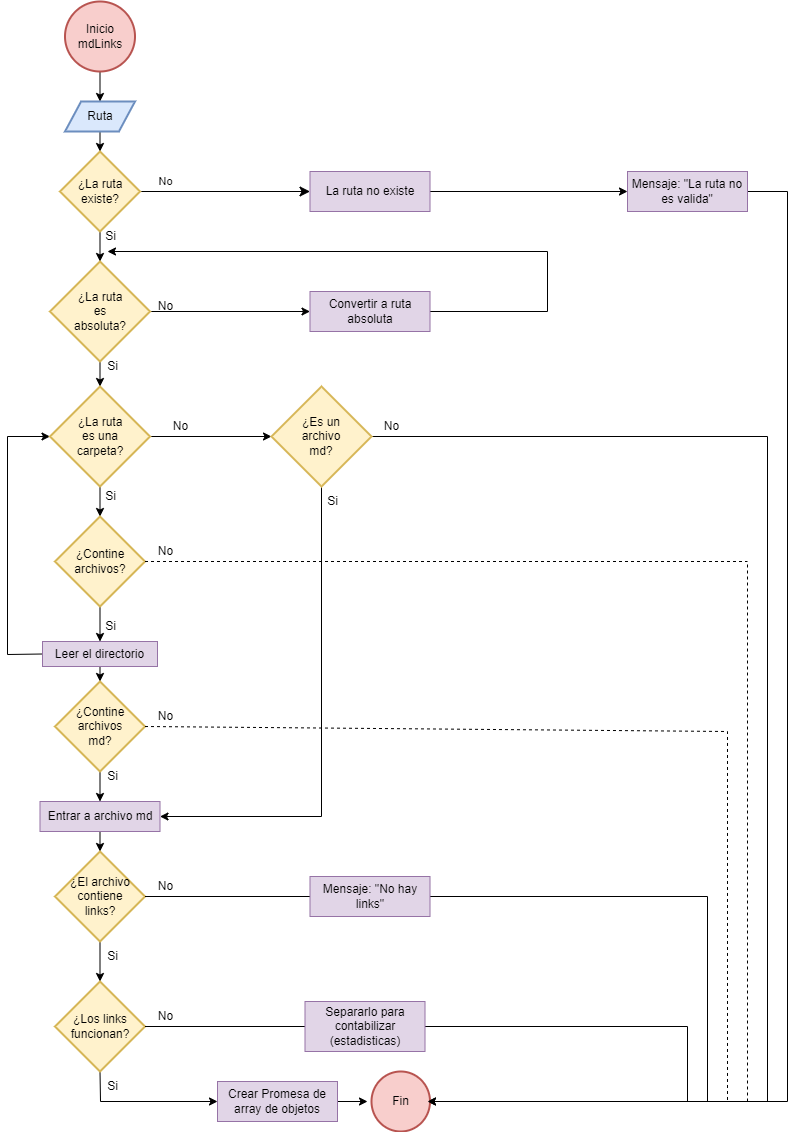 Inicio
mdLinks
Ruta
¿La ruta
existe?
No
La ruta no existe
Mensaje: "La ruta no
es valida"
Si
¿La ruta
es
absoluta?
No
Convertir a ruta
absoluta
Si
¿La ruta
es una
carpeta?
No
¿Es un
archivo
md?
No
Si
Si
¿Contine
archivos?
No
Si
Leer el directorio
¿Contine
archivos
md?
No
Si
Entrar a archivo md
¿El archivo
contiene
links?
No
Mensaje: "No hay
links"
Si
¿Los links
funcionan?
No
Separarlo para
contabilizar
(estadisticas)
Si
Crear Promesa de
array de objetos
Fin